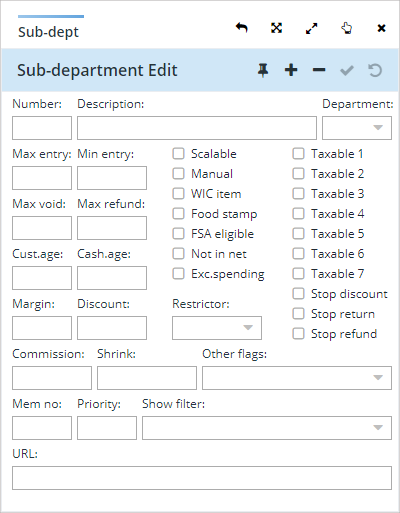 Sub-dept
Sub-department Edit
Number: Description: Department:
Max entry: Min entry: Scalable Taxable 1
Manual Taxable 2
WIC item Taxable 3
Max void: Max refund: Food stamp Taxable 4
FSA eligible Taxable 5
Cust.age: Cash.age: Not in net Taxable 6
Exc.spending Taxable 7
Stop discount
Margin: Discount: Restrictor: Stop return
Stop refund
Commission: Shrink: Other flags:
Mem no: Priority: Show filter:
URL: